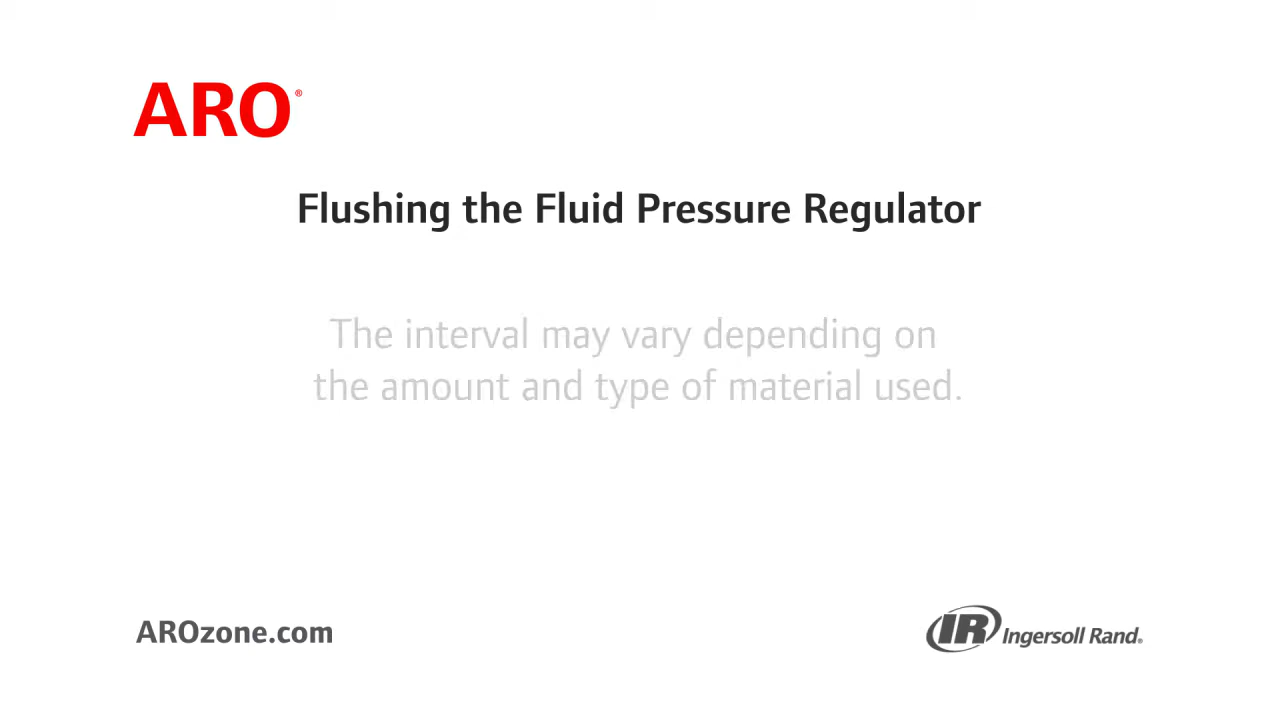 ARO®
Flushing the Fluid Pressure Regulator
The interval may vary depending on
the amount and type of material used.
AROzone.com
IR Ingersoll Rand®